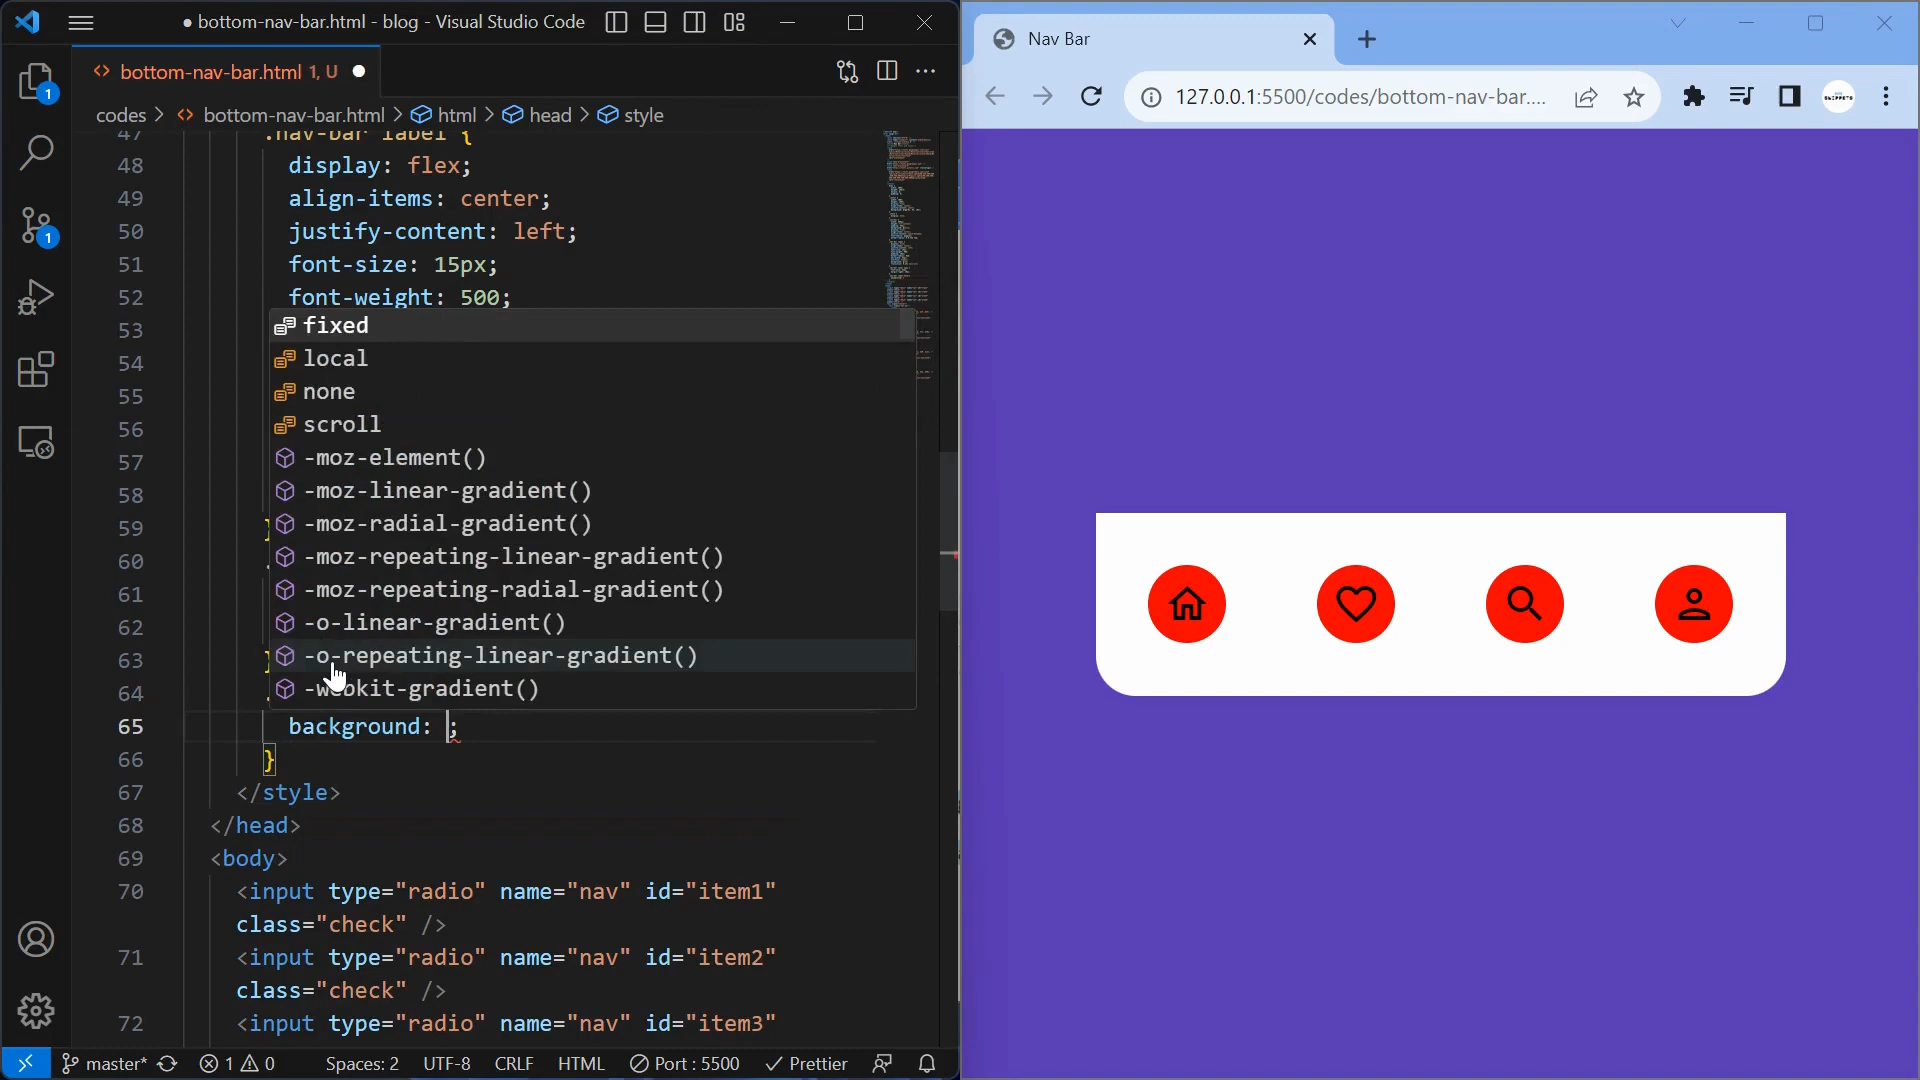 ● bottom-nav-bar.html - blog - Visual Studio Code
bottom-nav-bar.html 1, U
codes > bottom-nav-bar.html > html > head > style
47 .nav-bar label {
48 display: flex;
49 align-items: center;
50 justify-content: left;
51 font-size: 15px;
52 font-weight: 500;
53
54
55
56
57
58
59 }
60
61
62
63 }
64
65 background: ;
66 }
67 </style>
68 </head>
69 <body>
70 <input type="radio" name="nav" id="item1"
class="check" />
71 <input type="radio" name="nav" id="item2"
class="check" />
72 <input type="radio" name="nav" id="item3"
fixed
local
none
scroll
-moz-element()
-moz-linear-gradient()
-moz-radial-gradient()
-moz-repeating-linear-gradient()
-moz-repeating-radial-gradient()
-o-linear-gradient()
-o-repeating-linear-gradient()
-webkit-gradient()
1
1
master* 1 0 Spaces: 2 UTF-8 CRLF HTML Port : 5500 Prettier
Nav Bar
127.0.0.1:5500/codes/bottom-nav-bar....